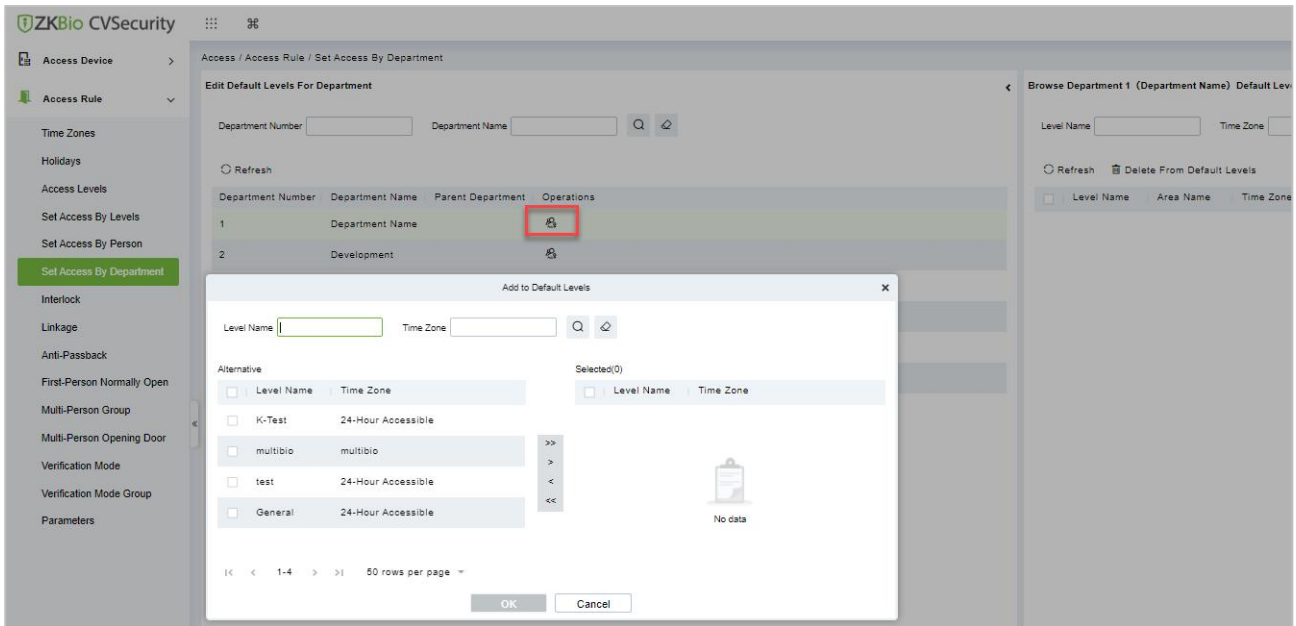 ZKBio CVSecurity
Access Device
Access Rule
Time Zones
Holidays
Access Levels
Set Access By Levels
Set Access By Person
Set Access By Department
Interlock
Linkage
Anti-Passback
First-Person Normally Open
Multi-Person Group
Multi-Person Opening Door
Verification Mode
Verification Mode Group
Parameters
Access / Access Rule / Set Access By Department
Edit Default Levels For Department
Department Number Department Name
Refresh
Department Number Department Name Parent Department Operations
1 Department Name
2 Development
Browse Department 1 (Department Name) Default Lev
Level Name Time Zone
Refresh Delete From Default Levels
Level Name Area Name Time Zone
Add to Default Levels
Level Name Time Zone
Alternative
Level Name Time Zone
K-Test 24-Hour Accessible
multibio multibio
test 24-Hour Accessible
General 24-Hour Accessible
>>
>
<
<<
Selected(0)
Level Name Time Zone
No data
1-4 50 rows per page
OK Cancel